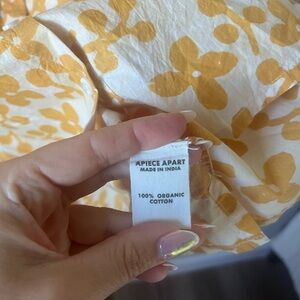 APIECE APART
MADE IN INDIA
100% ORGANIC
COTTON